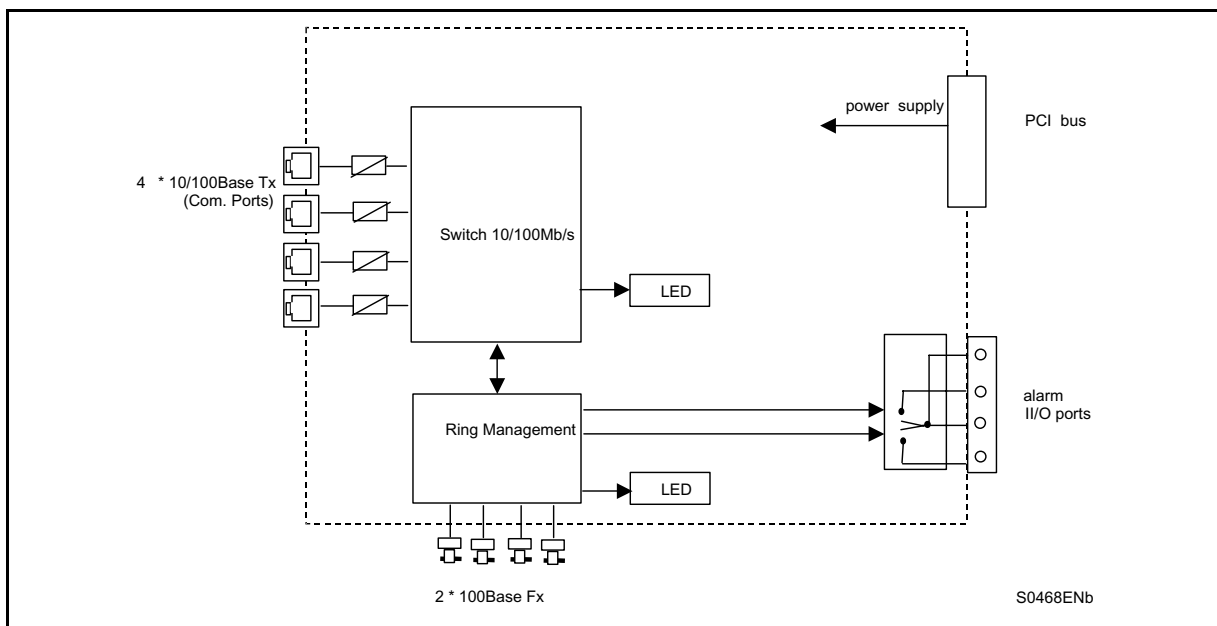 power supply
PCI bus
4 * 10/100Base Tx
(Com. Ports)
Switch 10/100Mb/s
LED
alarm
II/O ports
Ring Management
LED
2 * 100Base Fx
S0468ENb